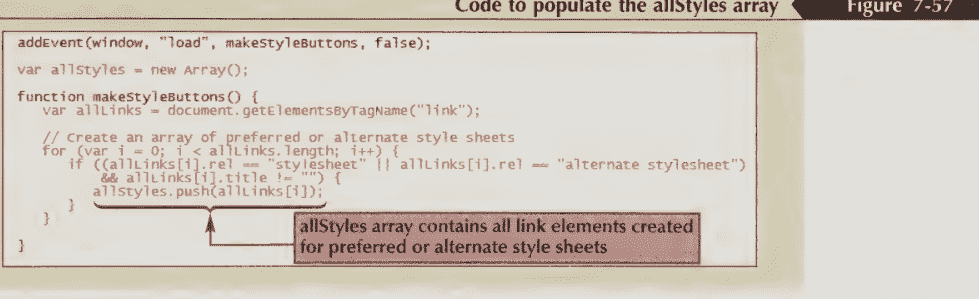 Code to populate the allStyles array Figure 7-57
addEvent(window, "load", makeStyleButtons, false);
var allStyles = new Array();
function makeStyleButtons() {
var allLinks = document.getElementsByTagName("link");
// Create an array of preferred or alternate style sheets
for (var i = 0; i < allLinks.length; i++) {
if ((allLinks[i].rel == "stylesheet" || allLinks[i].rel == "alternate stylesheet")
&& allLinks[i].title != "") {
allStyles.push(allLinks[i]);
}
}
}
allStyles array contains all link elements created
for preferred or alternate style sheets